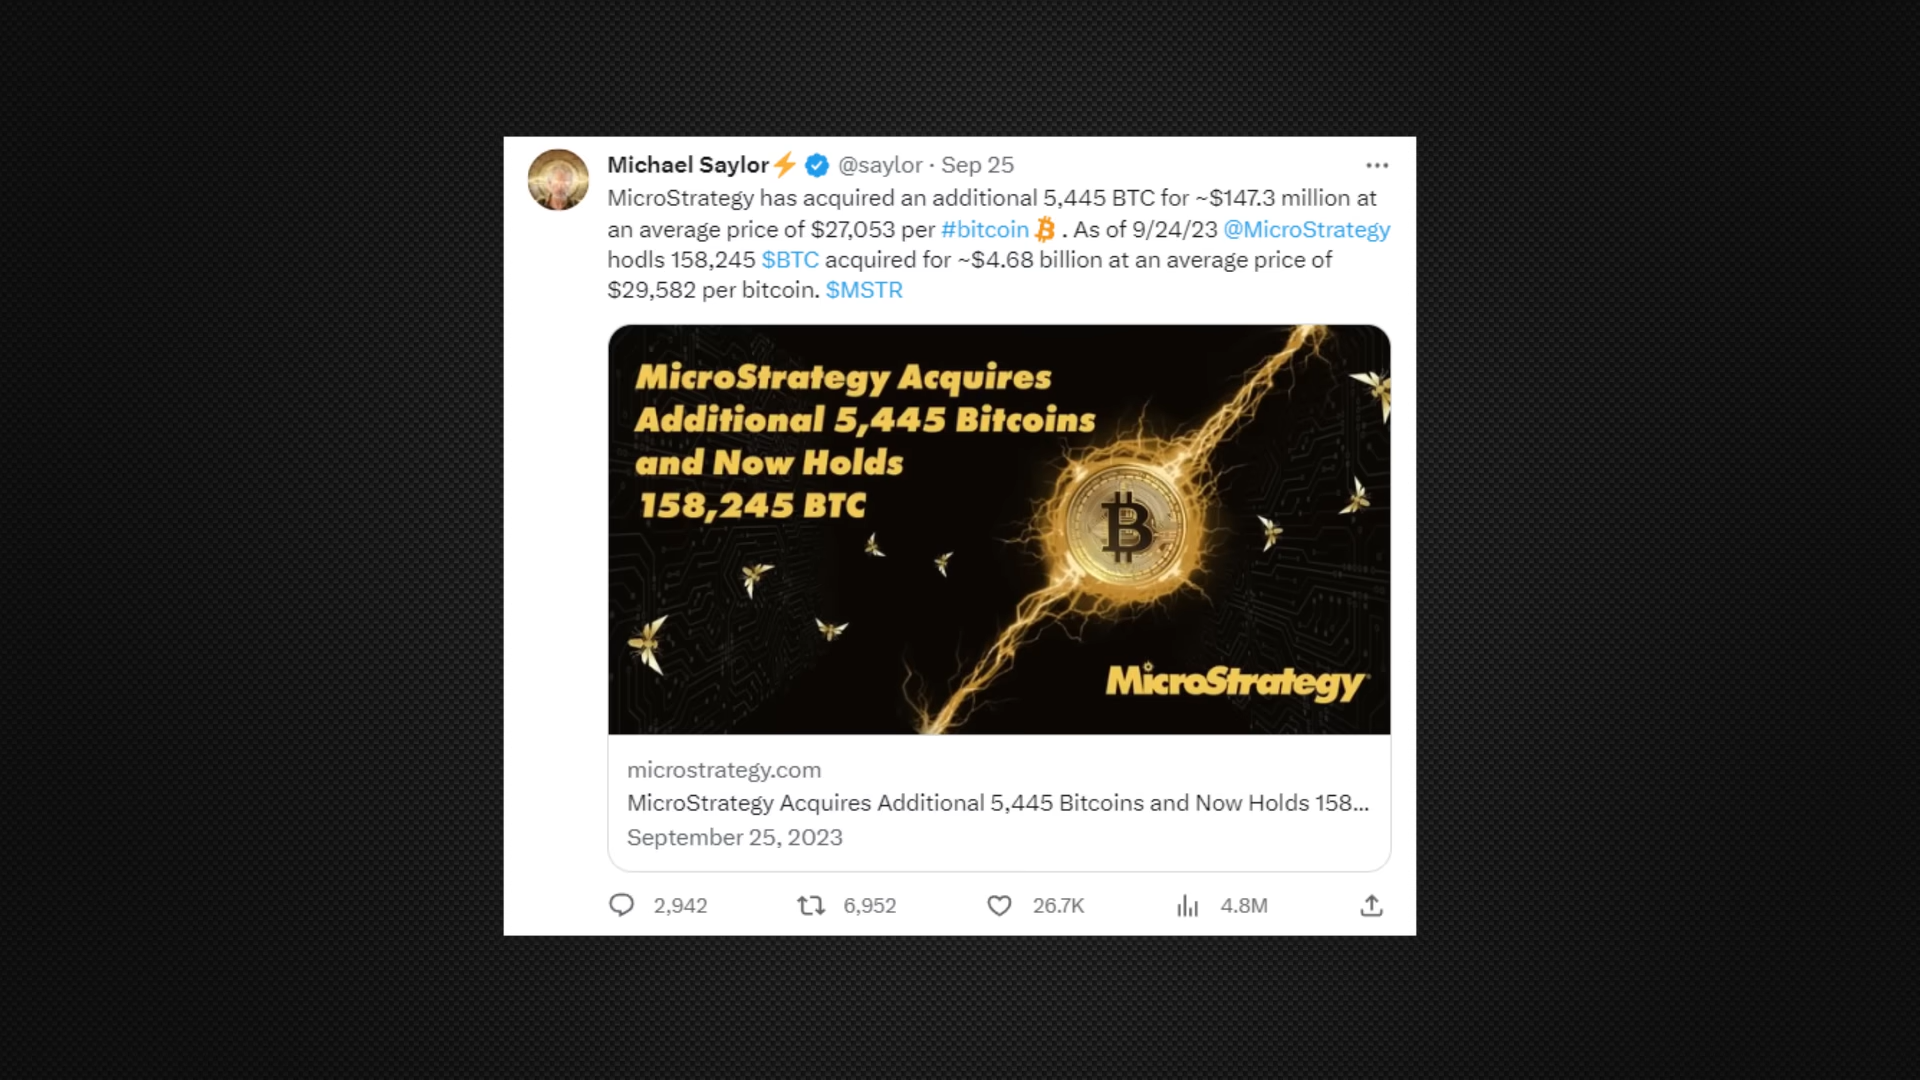 Michael Saylor⚡ @saylor · Sep 25
MicroStrategy has acquired an additional 5,445 BTC for ~$147.3 million at
an average price of $27,053 per #bitcoin ₿ . As of 9/24/23 @MicroStrategy
hodls 158,245 $BTC acquired for ~$4.68 billion at an average price of
$29,582 per bitcoin. $MSTR
MicroStrategy Acquires
Additional 5,445 Bitcoins
and Now Holds
158,245 BTC
₿
MicroStrategy
microstrategy.com
MicroStrategy Acquires Additional 5,445 Bitcoins and Now Holds 158...
September 25, 2023
2,942 6,952 26.7K 4.8M